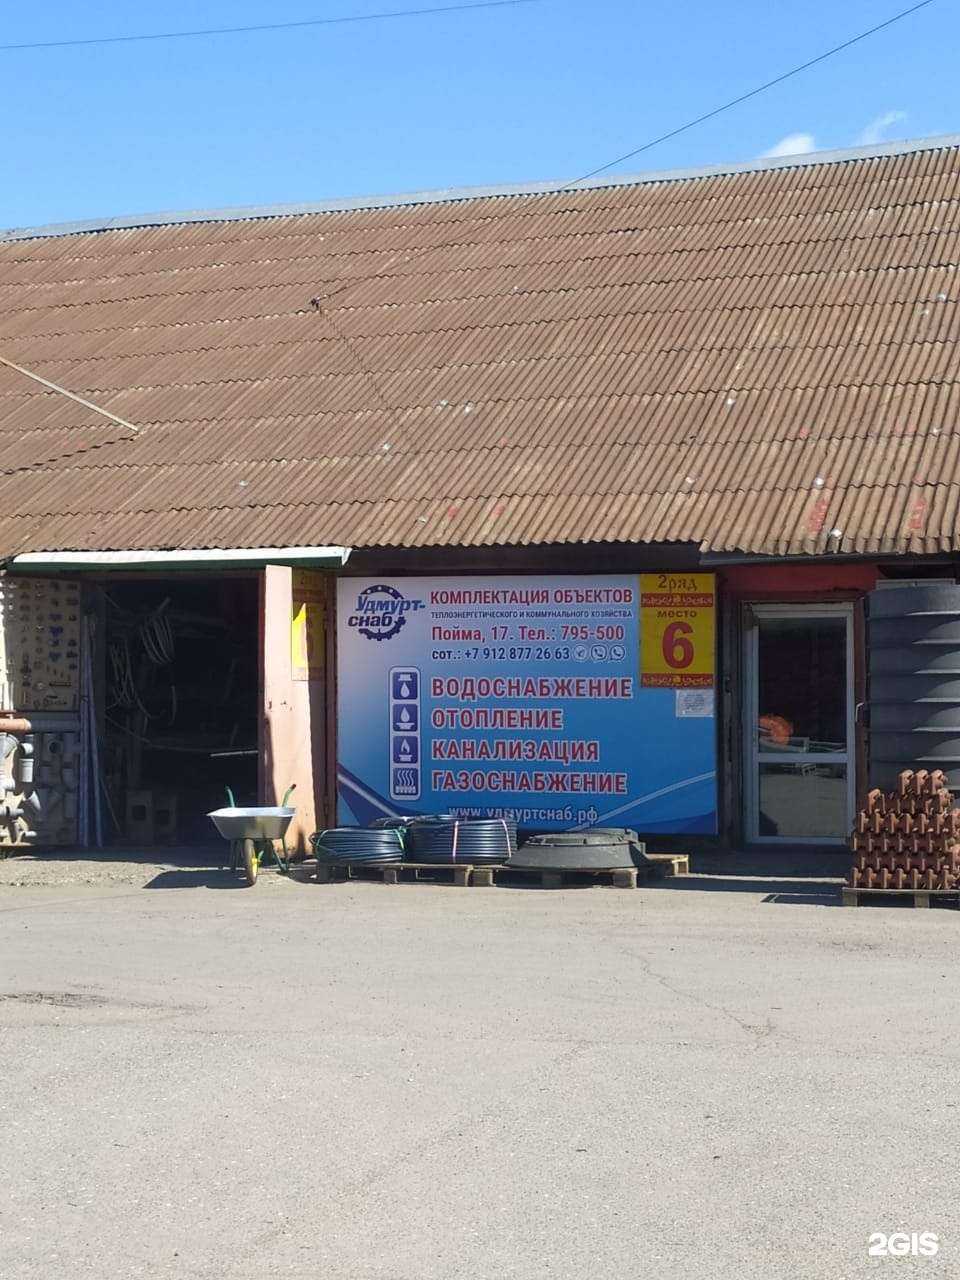 Удмурт-
снаб
КОМПЛЕКТАЦИЯ ОБЪЕКТОВ
ТЕПЛОЭНЕРГЕТИЧЕСКОГО И КОММУНАЛЬНОГО ХОЗЯЙСТВА
Пойма, 17. Тел.: 795-500
сот.: +7 912 877 26 63
ВОДОСНАБЖЕНИЕ
ОТОПЛЕНИЕ
КАНАЛИЗАЦИЯ
ГАЗОСНАБЖЕНИЕ
www.удмуртснаб.рф
2ряд
место
6
6
2GIS